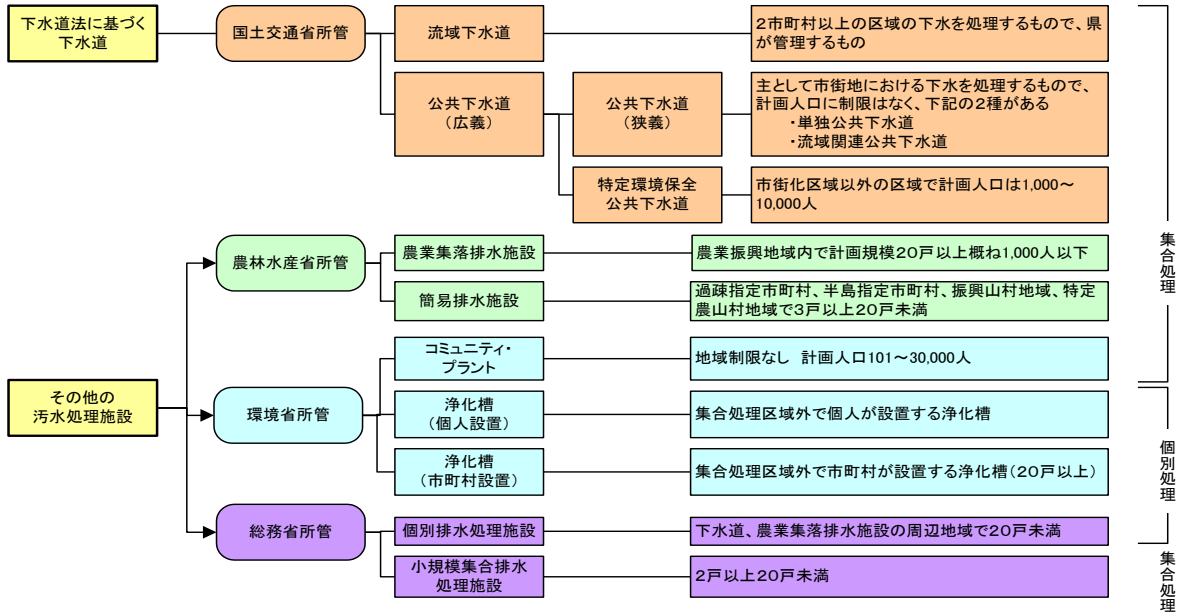 下水道法に基づく
下水道
国土交通省所管
流域下水道
2市町村以上の区域の下水を処理するもので、県
が管理するもの
公共下水道
(広義)
公共下水道
(狭義)
主として市街地における下水を処理するもので、
計画人口に制限はなく、下記の2種がある
・単独公共下水道
・流域関連公共下水道
特定環境保全
公共下水道
市街化区域以外の区域で計画人口は1,000～
10,000人
集合処理
農林水産省所管
農業集落排水施設
農業振興地域内で計画規模20戸以上概ね1,000人以下
簡易排水施設
過疎指定市町村、半島指定市町村、振興山村地域、特定
農山村地域で3戸以上20戸未満
その他の
汚水処理施設
環境省所管
コミュニティ・
プラント
地域制限なし 計画人口101～30,000人
浄化槽
(個人設置)
集合処理区域外で個人が設置する浄化槽
浄化槽
(市町村設置)
集合処理区域外で市町村が設置する浄化槽(20戸以上)
個別処理
総務省所管
個別排水処理施設
下水道、農業集落排水施設の周辺地域で20戸未満
小規模集合排水
処理施設
2戸以上20戸未満
集合処理